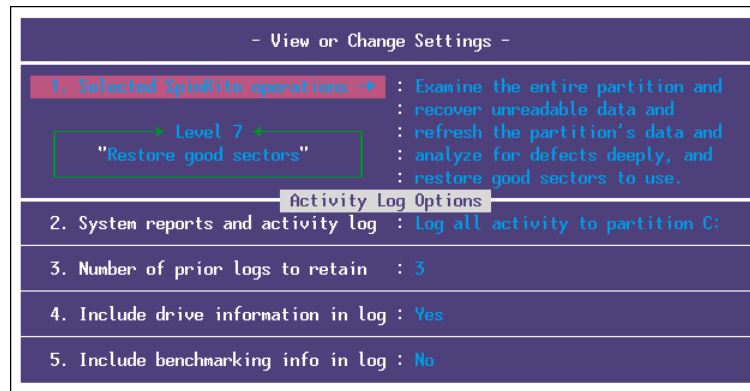 - View or Change Settings -
1. Selected SpinRite operations → : Examine the entire partition and
: recover unreadable data and
Level 7 : refresh the partition's data and
"Restore good sectors" : analyze for defects deeply, and
: restore good sectors to use.
Activity Log Options
2. System reports and activity log : Log all activity to partition C:
3. Number of prior logs to retain : 3
4. Include drive information in log : Yes
5. Include benchmarking info in log : No